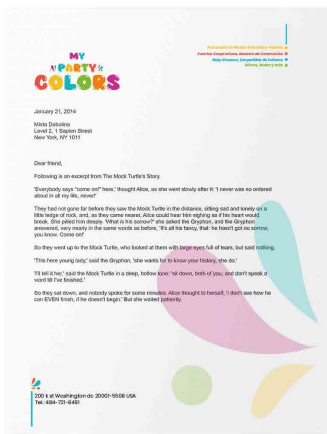 MY
PARTY
COLORS
January 21, 2014
Level 2, 1 Sapien Street
New York, NY 1011
Dear friend,
Following is an excerpt from The Mock Turtle's Story.
'Everybody says "come on!" here,' thought Alice, as she went slowly after it: 'I never was so ordered
about in all my life, never!'
They had not gone far before they saw the Mock Turtle in the distance, sitting sad and lonely on a
little ledge of rock, and, as they came nearer, Alice could hear him sighing as if his heart would
break. She pitied him deeply. 'What is his sorrow?' she asked the Gryphon, and the Gryphon
answered, very nearly in the same words as before, 'It's all his fancy, that: he hasn't got no sorrow,
you know. Come on!'
So they went up to the Mock Turtle, who looked at them with large eyes full of tears, but said nothing.
'This here young lady,' said the Gryphon, 'she wants for to know your history, she do.'
'I'll tell it her,' said the Mock Turtle in a deep, hollow tone: 'sit down, both of you, and don't speak a
word till I've finished.'
So they sat down, and nobody spoke for some minutes. Alice thought to herself, 'I don't see how he
can EVEN finish, if he doesn't begin.' But she waited patiently.
200 k st Washington dc 20001-5508 USA
Tel.: 484-721-8491